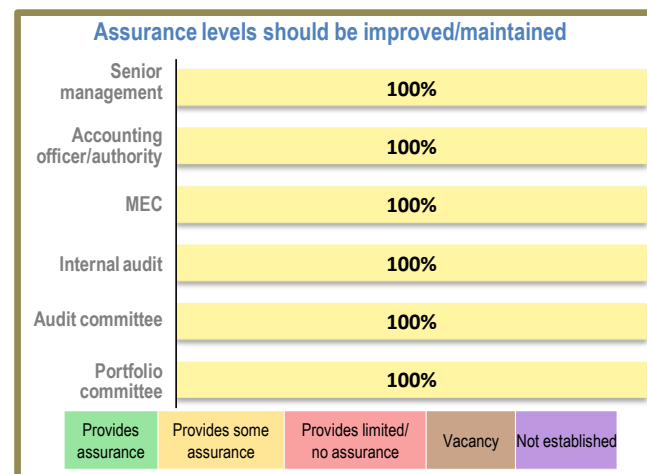 Assurance levels should be improved/maintained
Senior
management
100%
Accounting
officer/authority
100%
MEC
100%
Internal audit
100%
Audit committee
100%
Portfolio
committee
100%
Provides
assurance
Provides some
assurance
Provides limited/
no assurance
Vacancy
Not established